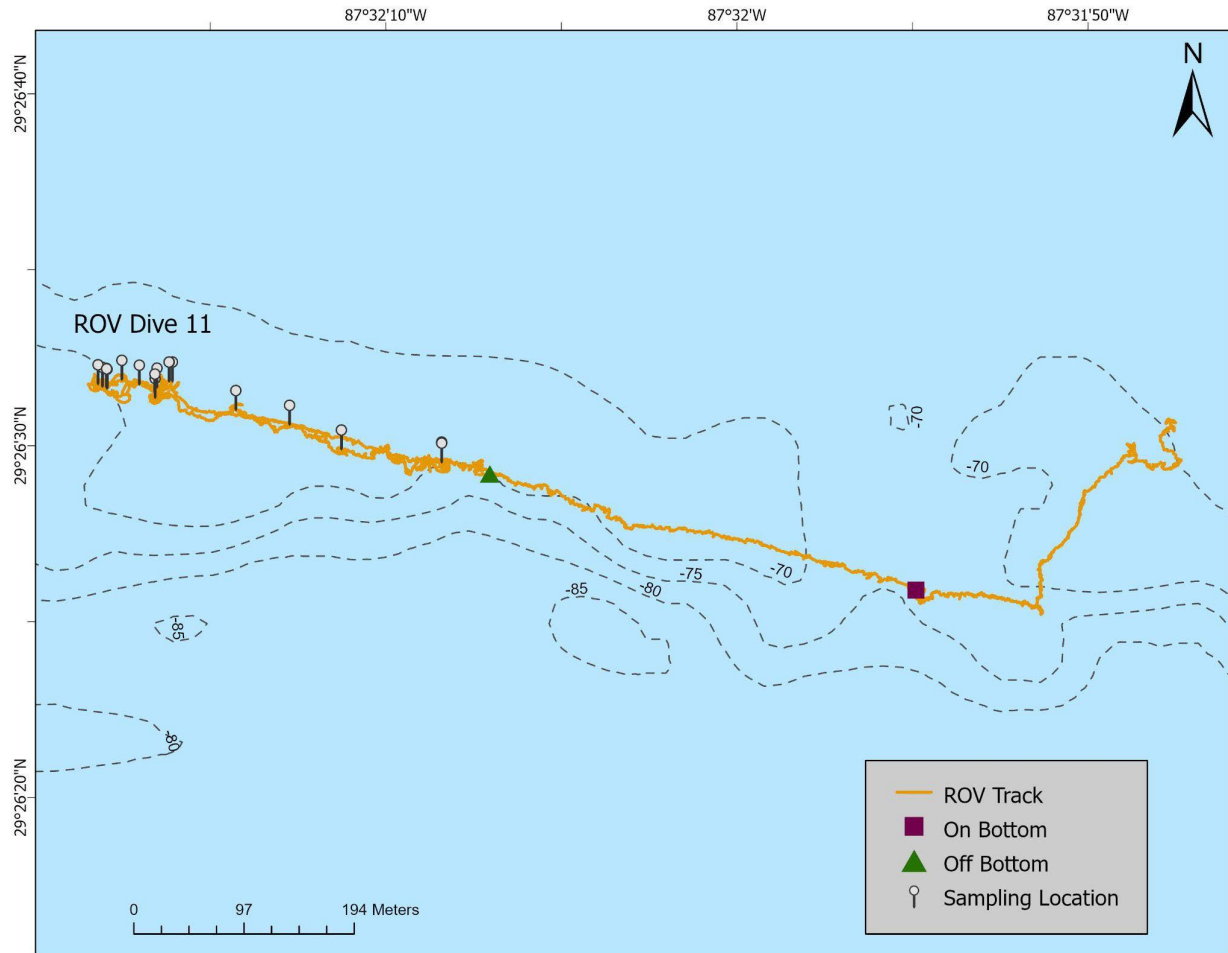 87°32'10"W 87°32'W 87°31'50"W
29°26'40"N
N
ROV Dive 11
-70
29°26'30"N
-70
-75
-70
-80
-85
-85
-80
29°26'20"N
ROV Track
On Bottom
Off Bottom
Sampling Location
0 97 194 Meters